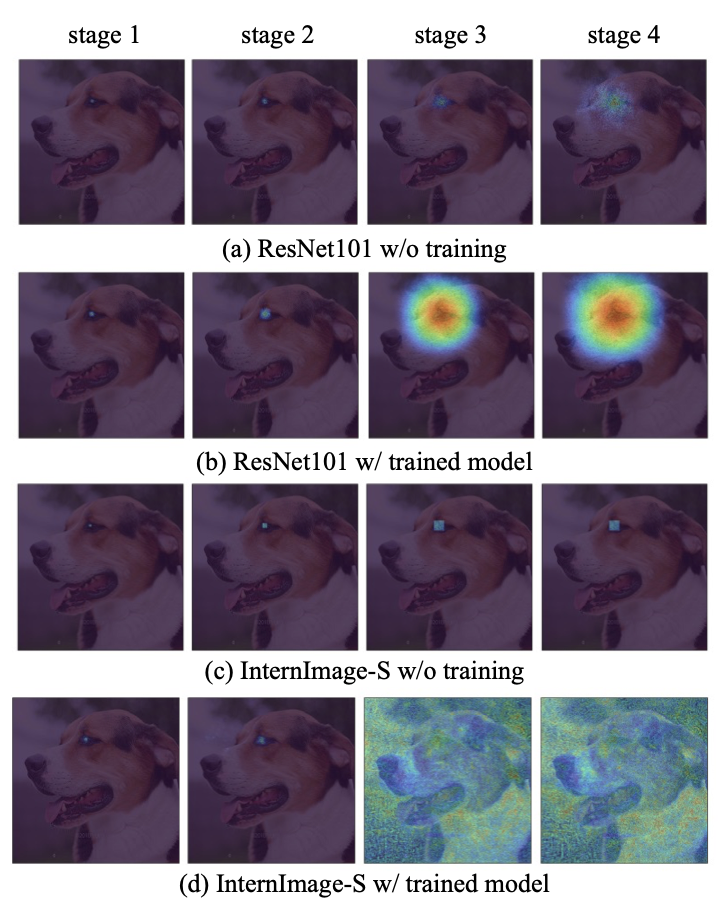 stage 1 stage 2 stage 3 stage 4
(a) ResNet101 w/o training
(b) ResNet101 w/ trained model
(c) InternImage-S w/o training
(d) InternImage-S w/ trained model